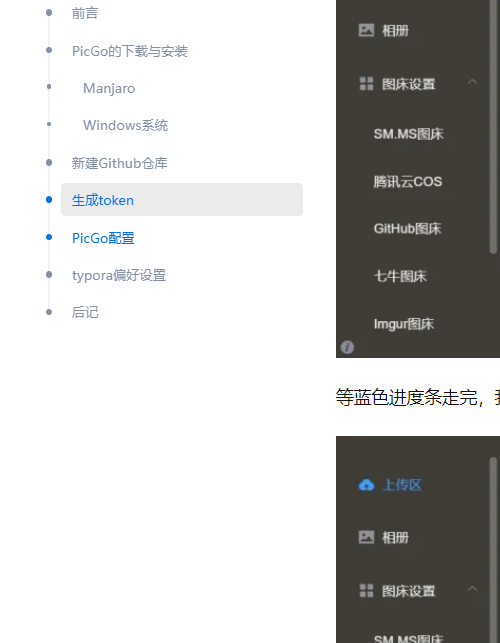 前言
PicGo的下载与安装
Manjaro
Windows系统
新建Github仓库
生成token
PicGo配置
typora偏好设置
后记
相册
图床设置
SM.MS图床
腾讯云COS
GitHub图床
七牛图床
Imgur图床
等蓝色进度条走完，
上传区
相册
图床设置
SM.MS图床